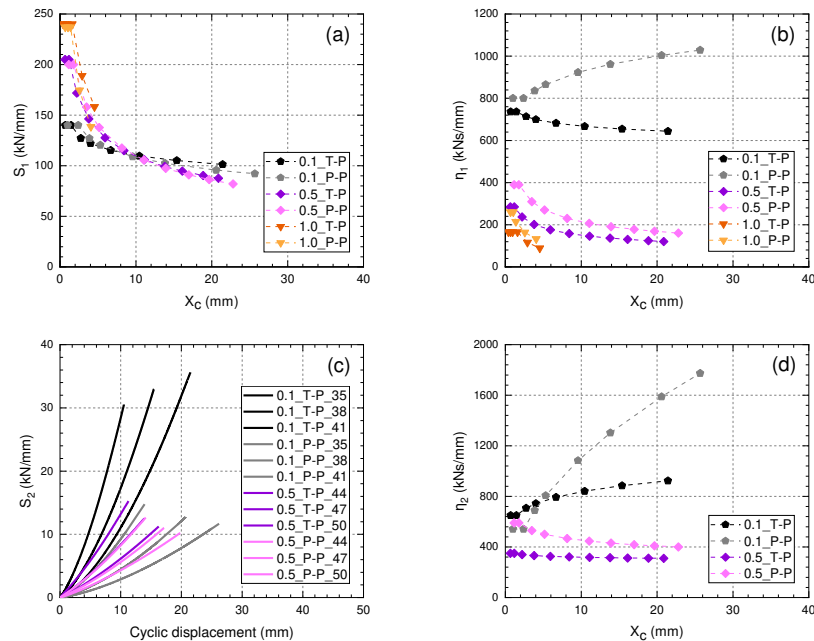 (a)
S1 (kN/mm)
250
200
150
100
50
0
0 10 20 30 40
XC (mm)
0.1_T-P
0.1_P-P
0.5_T-P
0.5_P-P
1.0_T-P
1.0_P-P
(b)
η1 (kNs/mm)
1200
1000
800
600
400
200
0
0 10 20 30 40
XC (mm)
0.1_T-P
0.1_P-P
0.5_T-P
0.5_P-P
1.0_T-P
1.0_P-P
(c)
S2 (kN/mm)
40
30
20
10
0
0 10 20 30 40 50
Cyclic displacement (mm)
0.1_T-P_35
0.1_T-P_38
0.1_T-P_41
0.1_P-P_35
0.1_P-P_38
0.1_P-P_41
0.5_T-P_44
0.5_T-P_47
0.5_T-P_50
0.5_P-P_44
0.5_P-P_47
0.5_P-P_50
(d)
η2 (kNs/mm)
2000
1600
1200
800
400
0
0 10 20 30 40
XC (mm)
0.1_T-P
0.1_P-P
0.5_T-P
0.5_P-P